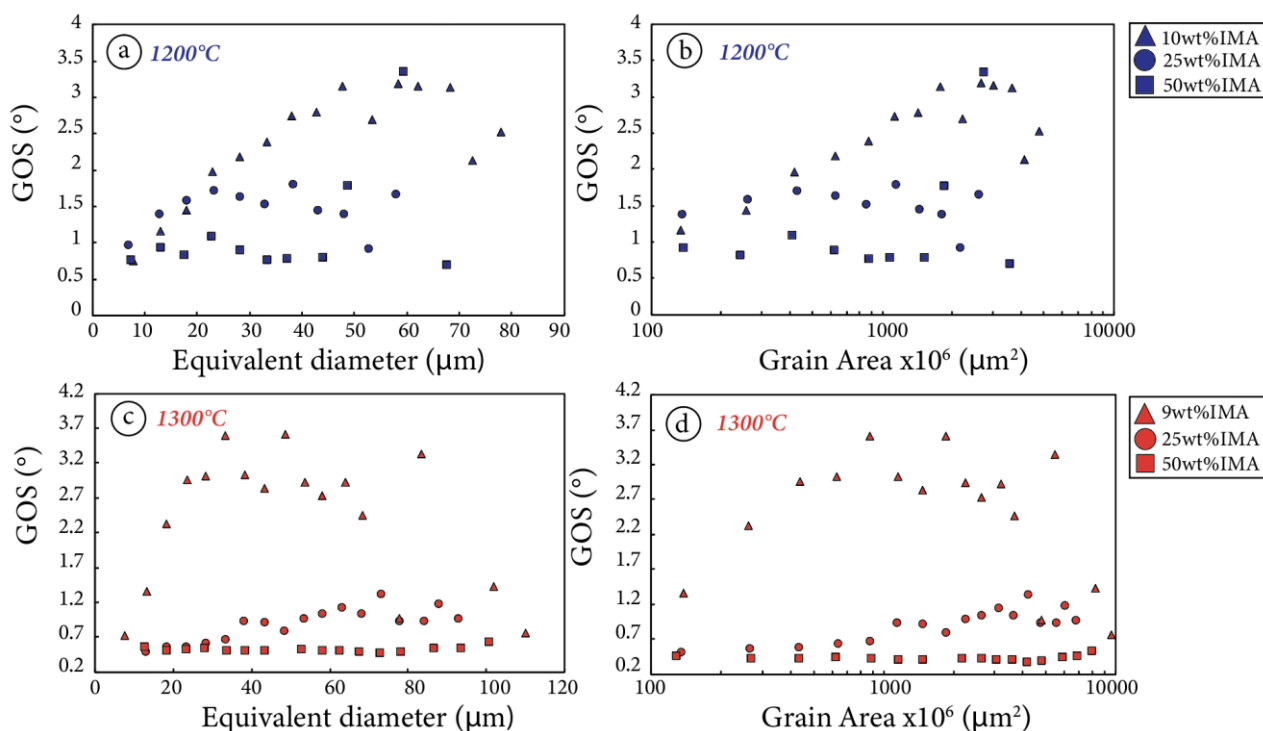 a 1200°C
GOS (°)
4
3.5
3
2.5
2
1.5
1
0.5
0
0 10 20 30 40 50 60 70 80 90
Equivalent diameter (μm)
b 1200°C
GOS (°)
4
3.5
3
2.5
2
1.5
1
0.5
0
100 1000 10000
Grain Area x10⁶ (μm²)
10wt%IMA
25wt%IMA
50wt%IMA
c 1300°C
GOS (°)
4.2
3.7
3.2
2.7
2.2
1.7
1.2
0.7
0.2
0 20 40 60 80 100 120
Equivalent diameter (μm)
d 1300°C
GOS (°)
4.2
3.7
3.2
2.7
2.2
1.7
1.2
0.7
0.2
100 1000 10000
Grain Area x10⁶ (μm²)
9wt%IMA
25wt%IMA
50wt%IMA